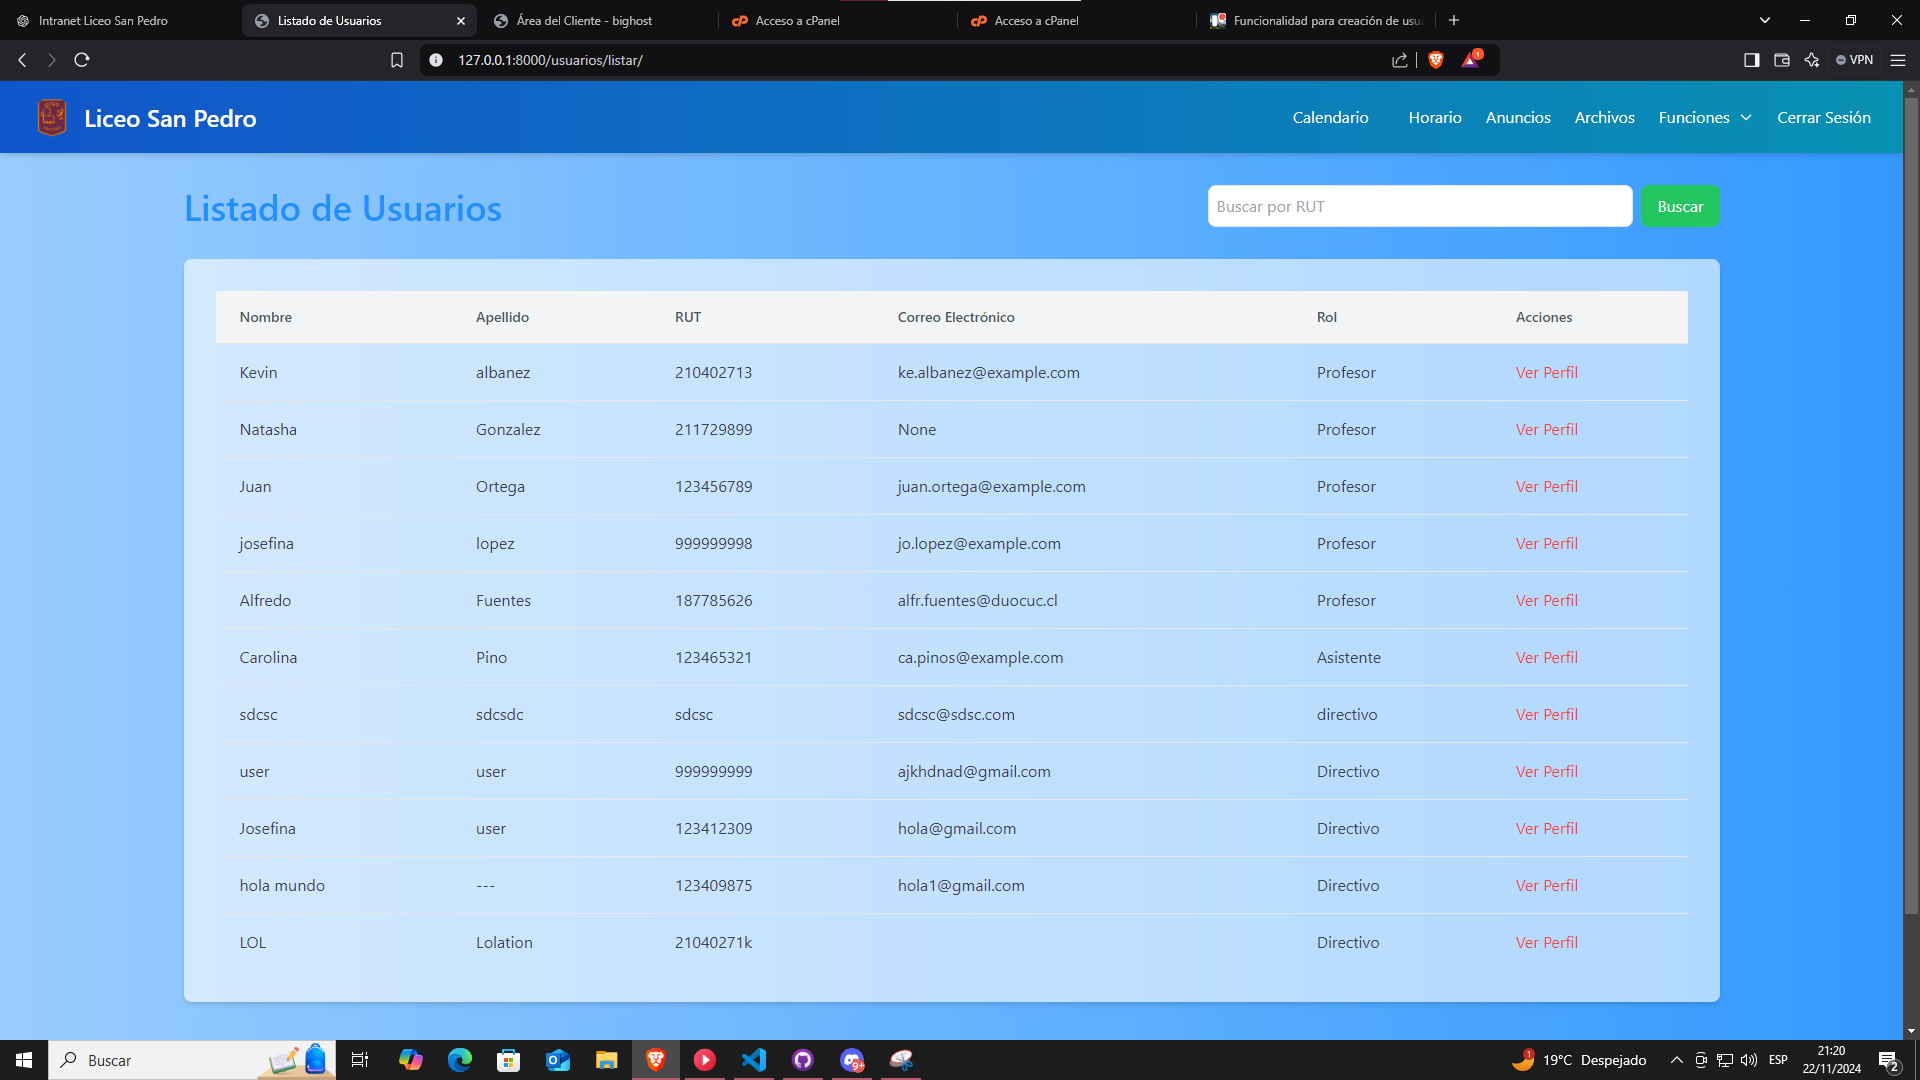 Intranet Liceo San Pedro
Listado de Usuarios
Área del Cliente - bighost
Acceso a cPanel
Acceso a cPanel
Funcionalidad para creación de usu
127.0.0.1:8000/usuarios/listar/
1
VPN
LICEO
Liceo San Pedro
Calendario Horario Anuncios Archivos Funciones Cerrar Sesión
Listado de Usuarios
Buscar por RUT
Buscar
Nombre Apellido RUT Correo Electrónico Rol Acciones
Kevin albanez 210402713 ke.albanez@example.com Profesor Ver Perfil
Natasha Gonzalez 211729899 None Profesor Ver Perfil
Juan Ortega 123456789 juan.ortega@example.com Profesor Ver Perfil
josefina lopez 999999998 jo.lopez@example.com Profesor Ver Perfil
Alfredo Fuentes 187785626 alfr.fuentes@duocuc.cl Profesor Ver Perfil
Carolina Pino 123465321 ca.pinos@example.com Asistente Ver Perfil
sdcsc sdcsdc sdcsc sdcsc@sdsc.com directivo Ver Perfil
user user 999999999 ajkhdnad@gmail.com Directivo Ver Perfil
Josefina user 123412309 hola@gmail.com Directivo Ver Perfil
hola mundo --- 123409875 hola1@gmail.com Directivo Ver Perfil
LOL Lolation 21040271k Directivo Ver Perfil
Buscar
9+
1
19°C Despejado
ESP
21:20
22/11/2024
2